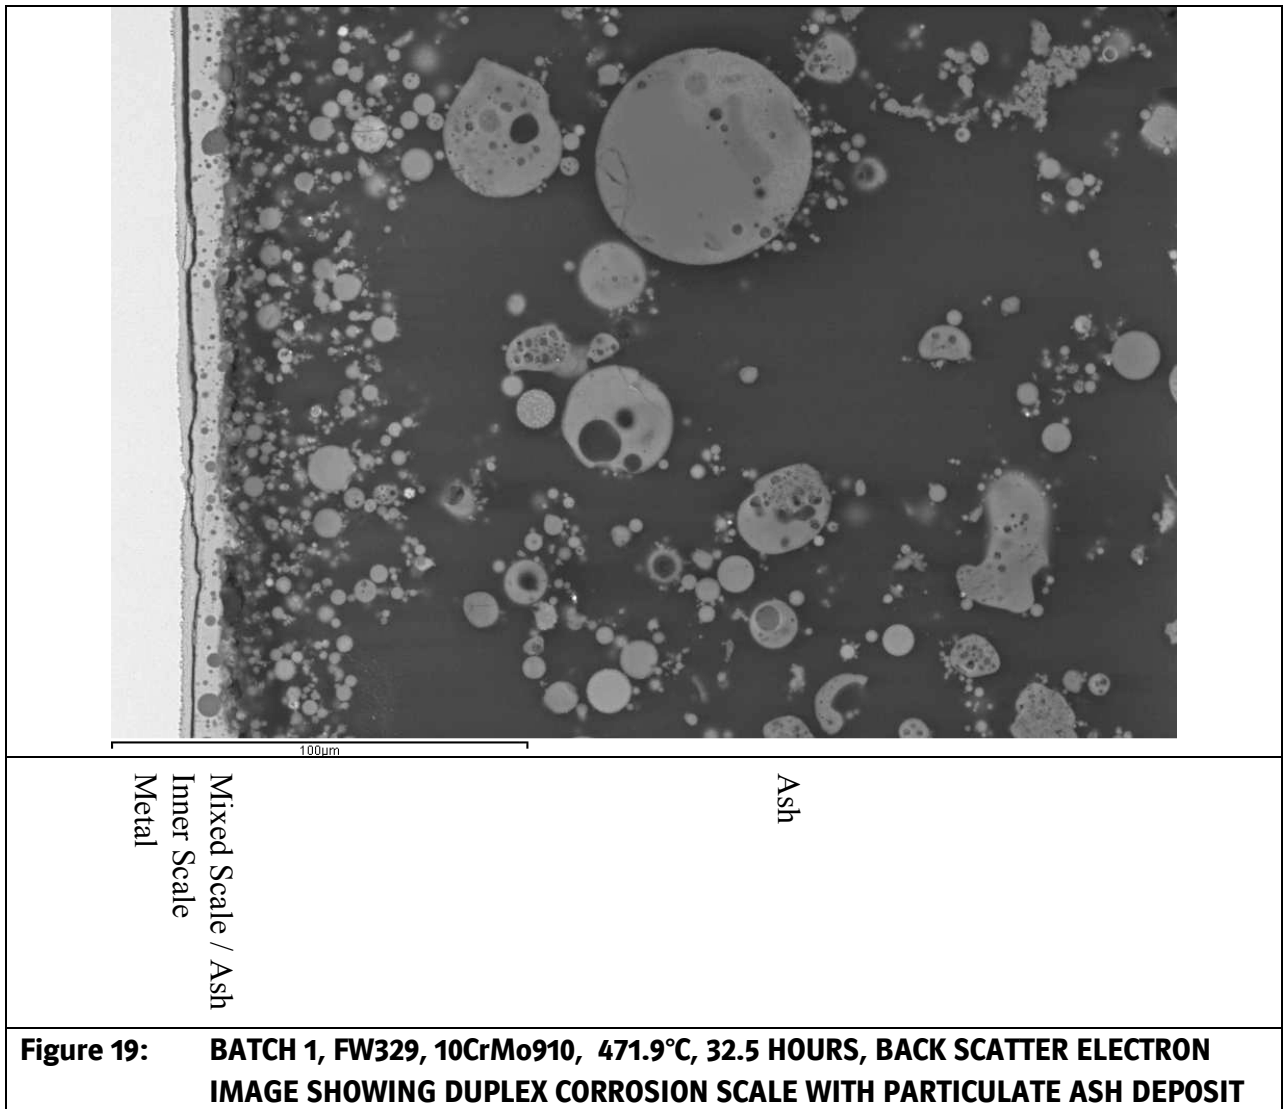 100µm
Metal
Inner Scale
Mixed Scale / Ash
Ash
Figure 19: BATCH 1, FW329, 10CrMo910, 471.9°C, 32.5 HOURS, BACK SCATTER ELECTRON
IMAGE SHOWING DUPLEX CORROSION SCALE WITH PARTICULATE ASH DEPOSIT